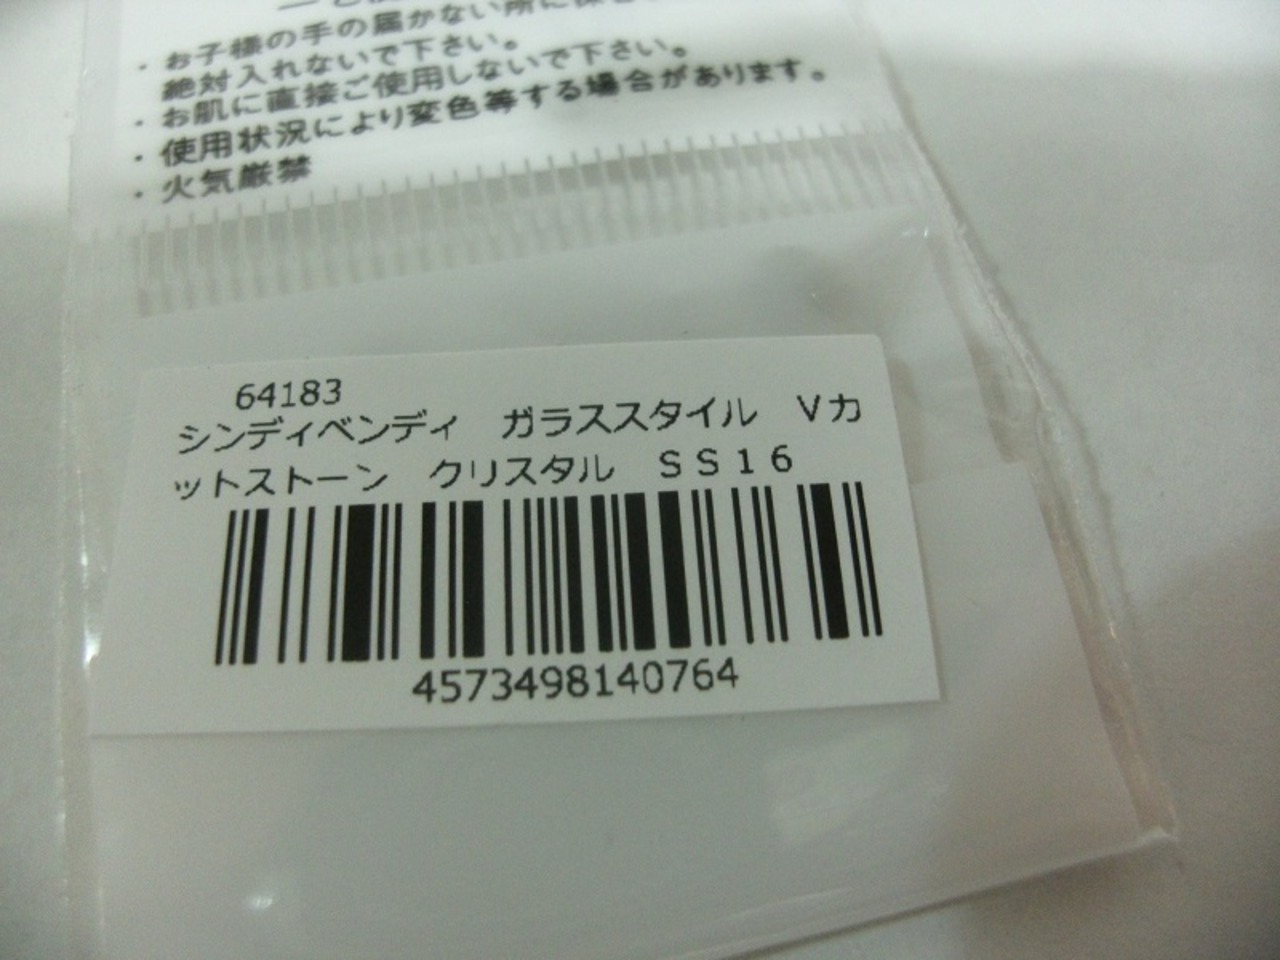 ・お子様の手の届かない所に
絶対入れないで下さい。
・お肌に直接ご使用しないで下さい。
・使用状況により変色等する場合があります。
・火気厳禁
64183
シンディベンディ　ガラススタイル　Vカ
ットストーン　クリスタル　SS16
4573498140764